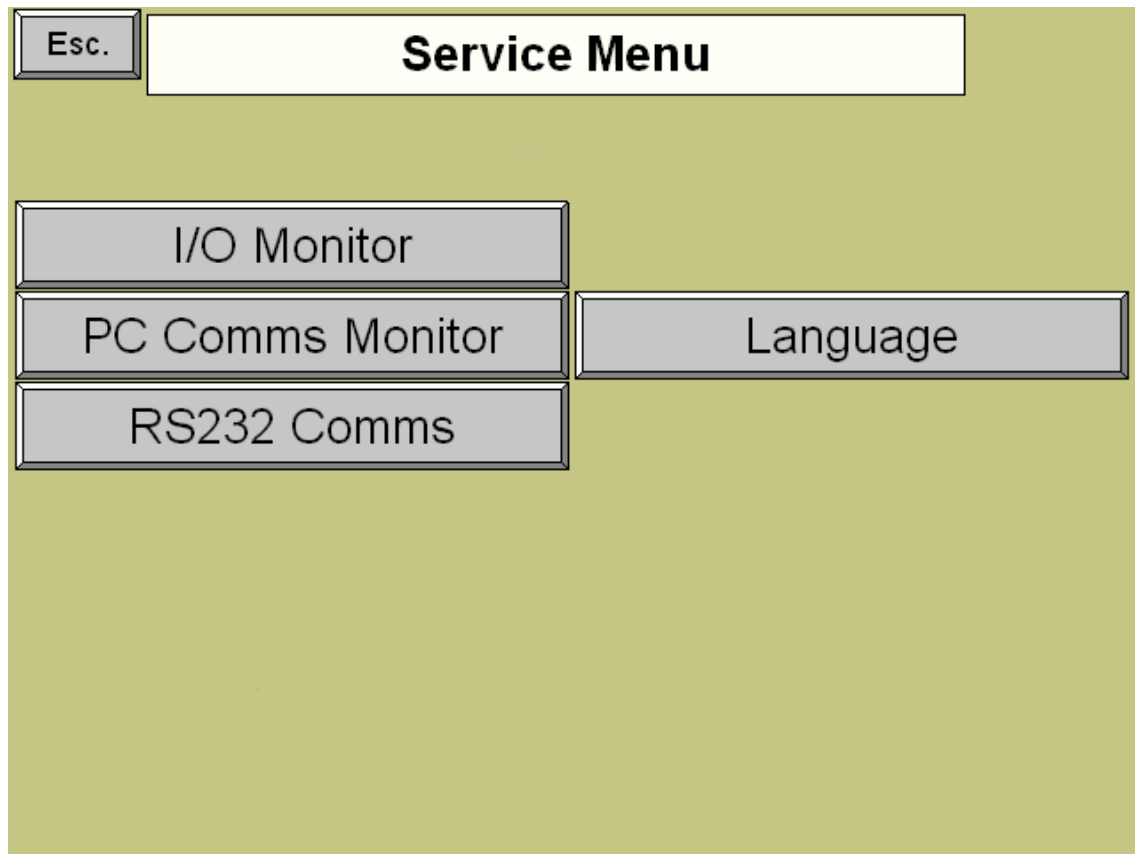 Esc.
Service Menu
I/O Monitor
PC Comms Monitor
Language
RS232 Comms